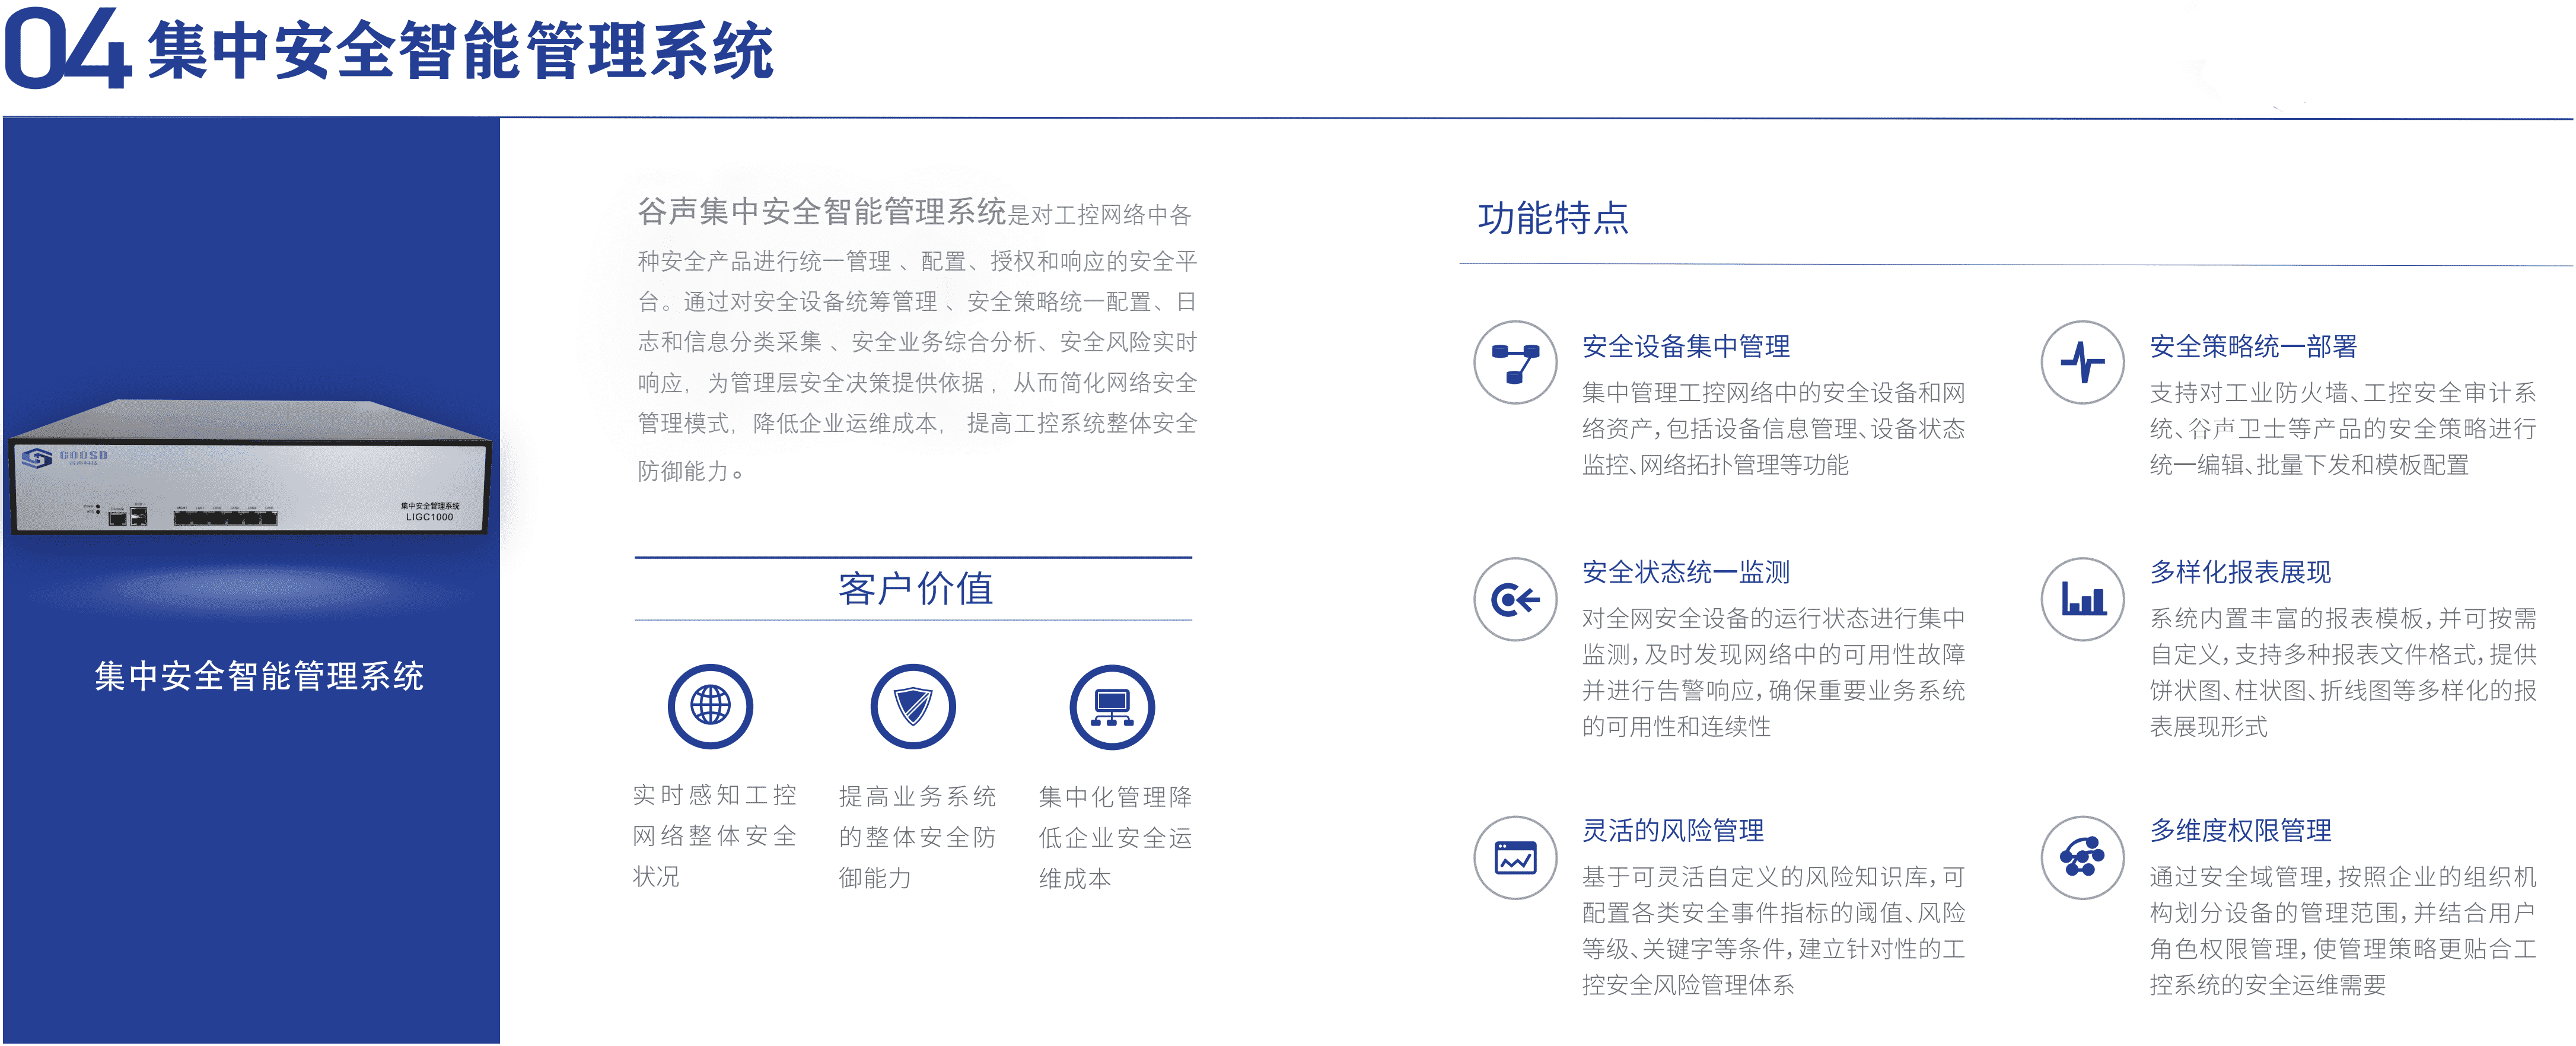 04 集中安全智能管理系统
GOOSD
谷声科技
集中安全管理系统
LIGC1000
集中安全智能管理系统
谷声集中安全智能管理系统是对工控网络中各
种安全产品进行统一管理、配置、授权和响应的安全平
台。通过对安全设备统筹管理、安全策略统一配置、日
志和信息分类采集、安全业务综合分析、安全风险实时
响应，为管理层安全决策提供依据，从而简化网络安全
管理模式，降低企业运维成本，提高工控系统整体安全
防御能力。
客户价值
实时感知工控
网络整体安全
状况
提高业务系统
的整体安全防
御能力
集中化管理降
低企业安全运
维成本
功能特点
安全设备集中管理
集中管理工控网络中的安全设备和网
络资产，包括设备信息管理、设备状态
监控、网络拓扑管理等功能
安全策略统一部署
支持对工业防火墙、工控安全审计系
统、谷声卫士等产品的安全策略进行
统一编辑、批量下发和模板配置
安全状态统一监测
对全网安全设备的运行状态进行集中
监测，及时发现网络中的可用性故障
并进行告警响应，确保重要业务系统
的可用性和连续性
多样化报表展现
系统内置丰富的报表模板，并可按需
自定义，支持多种报表文件格式，提供
饼状图、柱状图、折线图等多样化的报
表展现形式
灵活的风险管理
基于可灵活自定义的风险知识库，可
配置各类安全事件指标的阈值、风险
等级、关键字等条件，建立针对性的工
控安全风险管理体系
多维度权限管理
通过安全域管理，按照企业的组织机
构划分设备的管理范围，并结合用户
角色权限管理，使管理策略更贴合工
控系统的安全运维需要